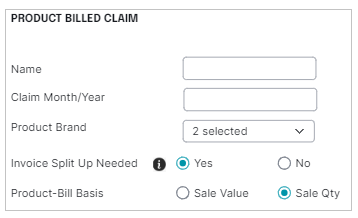 PRODUCT BILLED CLAIM
Name
Claim Month/Year
Product Brand 2 selected
Invoice Split Up Needed i Yes No
Product-Bill Basis Sale Value Sale Qty